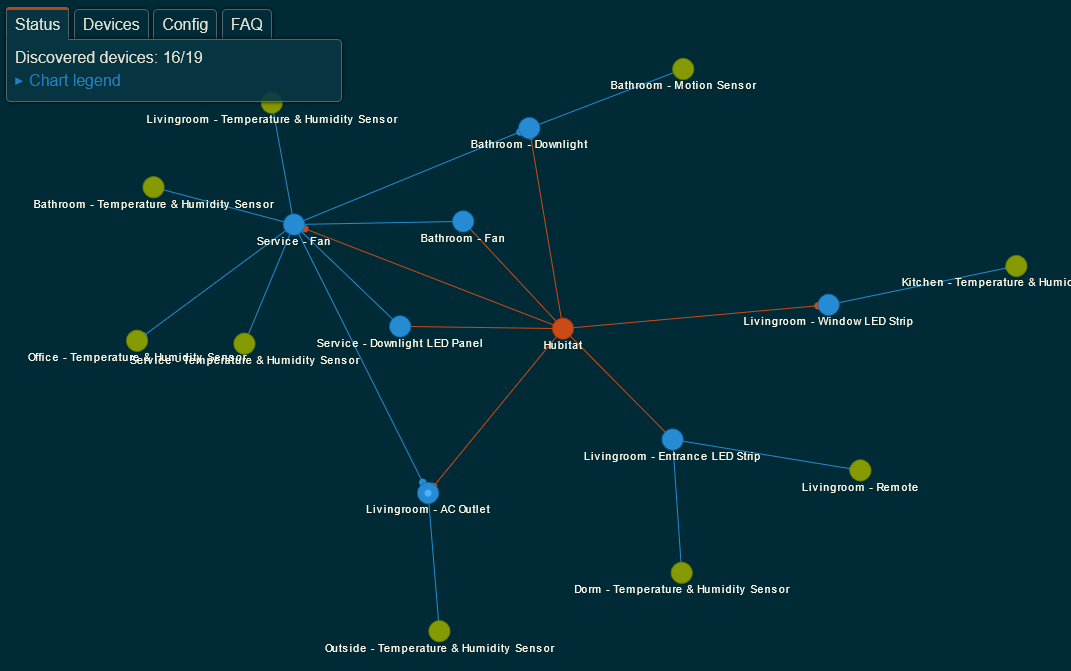 Status Devices Config FAQ
Discovered devices: 16/19
▸ Chart legend
Bathroom - Motion Sensor
Livingroom - Temperature & Humidity Sensor
Bathroom - Downlight
Bathroom - Temperature & Humidity Sensor
Service - Fan
Bathroom - Fan
Kitchen - Temperature & Humid
Livingroom - Window LED Strip
Service - Downlight LED Panel
Hubitat
Office - Temperature & Humidity Sensor
Service - Temperature & Humidity Sensor
Livingroom - Entrance LED Strip
Livingroom - Remote
Livingroom - AC Outlet
Dorm - Temperature & Humidity Sensor
Outside - Temperature & Humidity Sensor